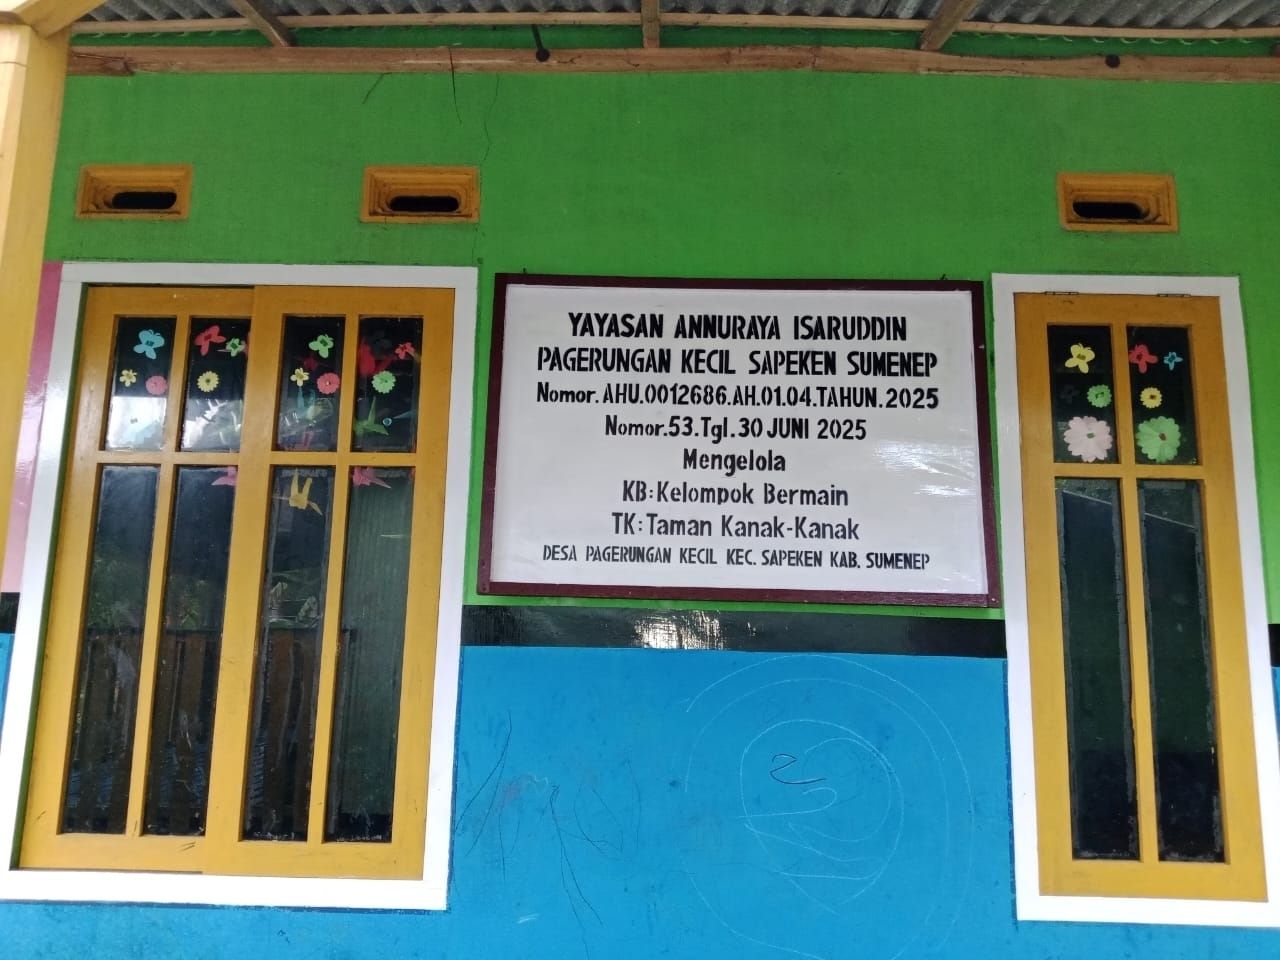 YAYASAN ANNURAYA ISARUDDIN
PAGERUNGAN KECIL SAPEKEN SUMENEP
Nomor.AHU.0012686.AH.01.04.TAHUN.2025
Nomor.53.Tgl.30 JUNI 2025
Mengelola
KB:Kelompok Bermain
TK:Taman Kanak-Kanak
DESA PAGERUNGAN KECIL KEC. SAPEKEN KAB. SUMENEP